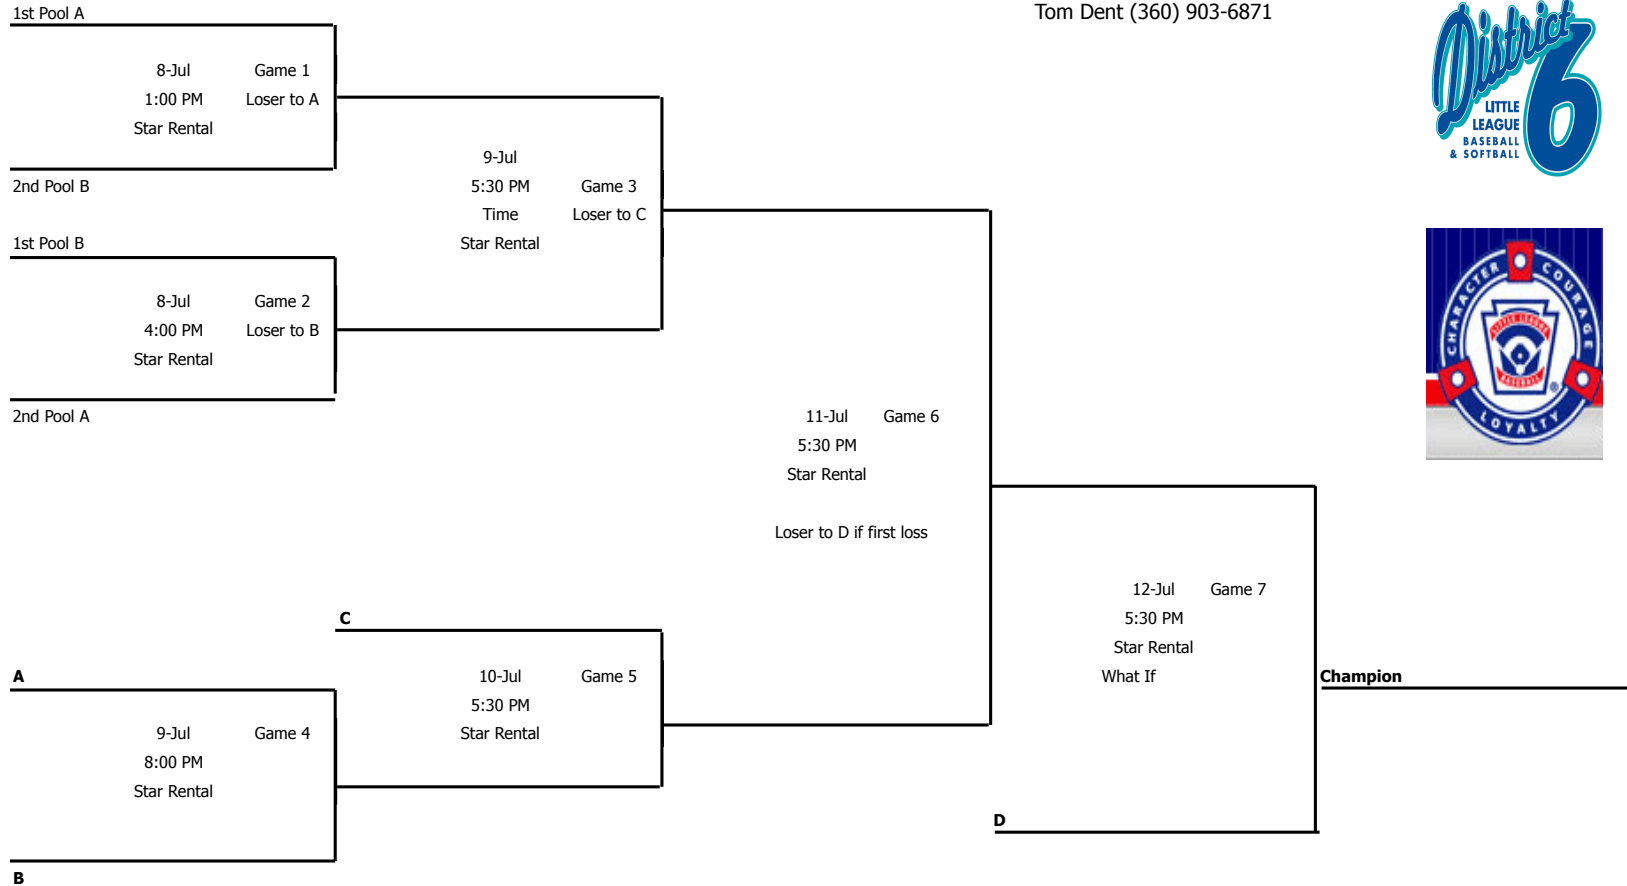 1st Pool A
Tom Dent (360) 903-6871
8-Jul Game 1
1:00 PM Loser to A
Star Rental
2nd Pool B
9-Jul
5:30 PM Game 3
Time Loser to C
Star Rental
1st Pool B
8-Jul Game 2
4:00 PM Loser to B
Star Rental
2nd Pool A
11-Jul Game 6
5:30 PM
Star Rental
Loser to D if first loss
12-Jul Game 7
5:30 PM
Star Rental
What If
Champion
C
10-Jul Game 5
5:30 PM
Star Rental
A
9-Jul Game 4
8:00 PM
Star Rental
B
D
District
6
LITTLE
LEAGUE
BASEBALL
& SOFTBALL
CHARACTER
COURAGE
LOYALTY
LITTLE LEAGUE
BASEBALL
®